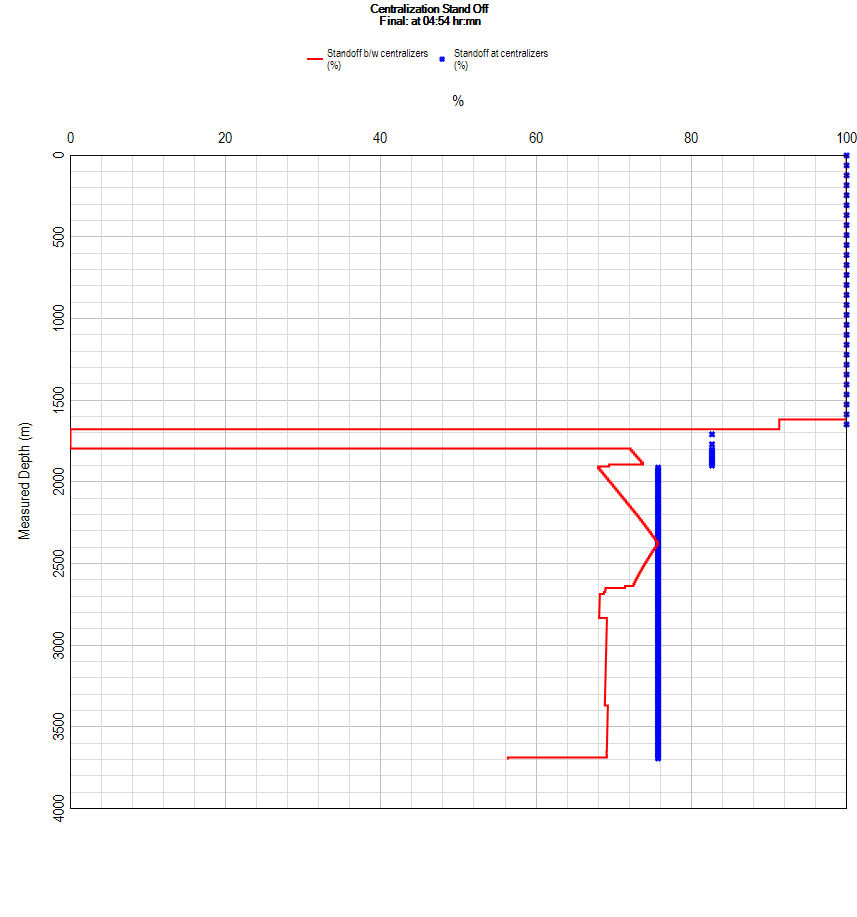 Centralization Stand Off
Final: at 04:54 hr:mn
Standoff b/w centralizers
(%)
Standoff at centralizers
(%)
%
0 20 40 60 80 100
Measured Depth (m)
0
500
1000
1500
2000
2500
3000
3500
4000